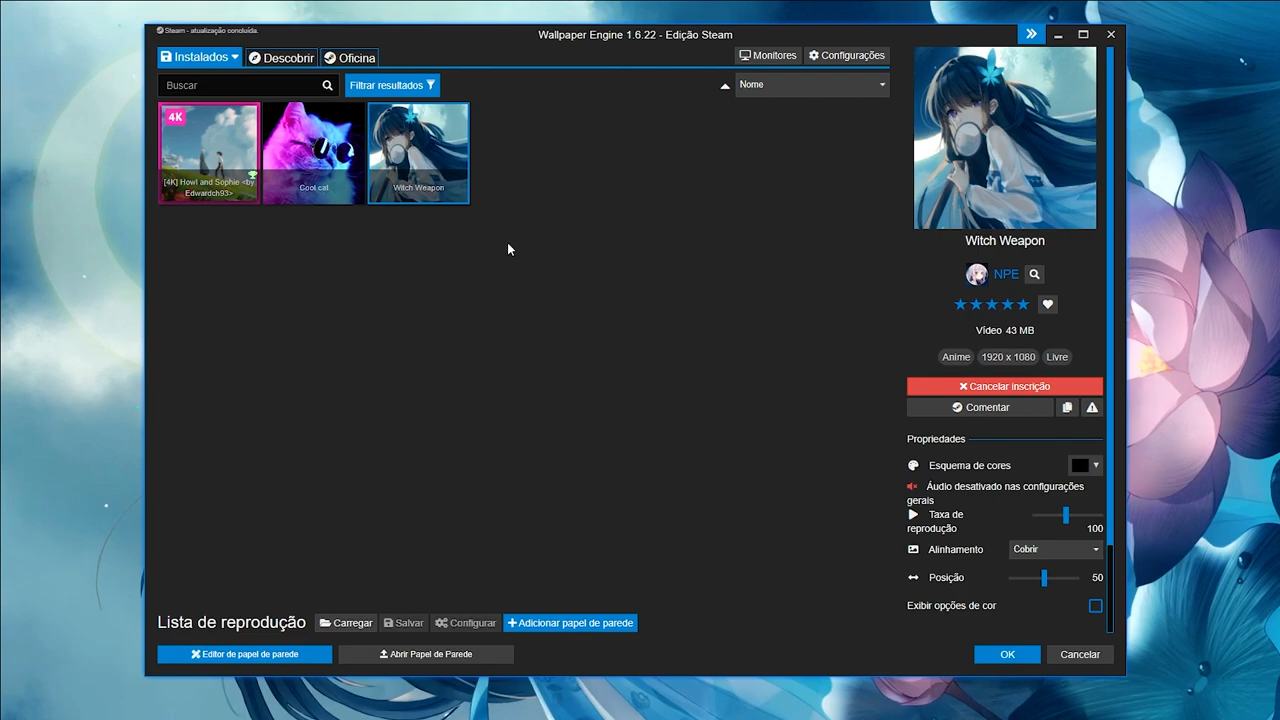 Steam - atualização concluída.
Wallpaper Engine 1.6.22 - Edição Steam
Instalados
Descobrir
Oficina
Monitores
Configurações
Buscar
Filtrar resultados
Nome
4K
[4K] Howl and Sophie <by
Edwardch93>
Cool cat
Witch Weapon
Witch Weapon
NPE
Vídeo 43 MB
Anime
1920 x 1080
Livre
Cancelar inscrição
Comentar
Propriedades
Esquema de cores
Áudio desativado nas configurações
gerais
Taxa de
reprodução
100
Alinhamento
Cobrir
Posição
50
Exibir opções de cor
Lista de reprodução
Carregar
Salvar
Configurar
Adicionar papel de parede
Editor de papel de parede
Abrir Papel de Parede
OK
Cancelar